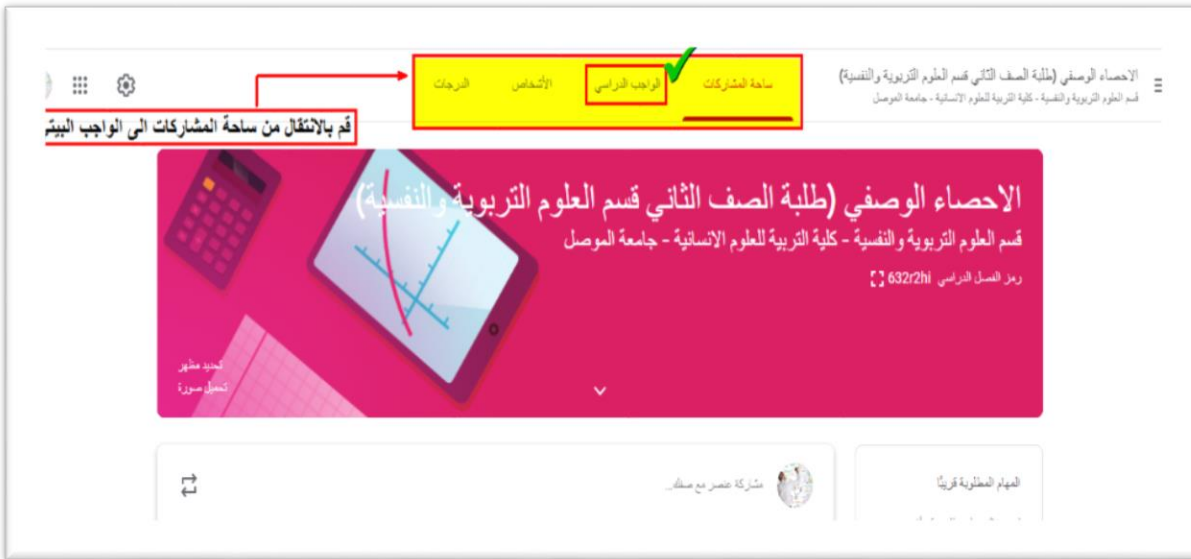 الاحصاء الوصفي (طلبة الصف الثاني قسم العلوم التربوية والنفسية)
قسم العلوم التربوية والنفسية - كلية التربية للعلوم الانسانية - جامعة الموصل
ساحة المشاركات الواجب الدراسي الأشخاص الدرجات
قم بالانتقال من ساحة المشاركات الى الواجب البيتي
الاحصاء الوصفي (طلبة الصف الثاني قسم العلوم التربوية والنفسية)
قسم العلوم التربوية والنفسية - كلية التربية للعلوم الانسانية - جامعة الموصل
رمز الفصل الدراسي 632r2hi
تحديد مظهر
تحميل صورة
المهام المطلوبة قريبًا
مشاركة عنصر مع صفك...